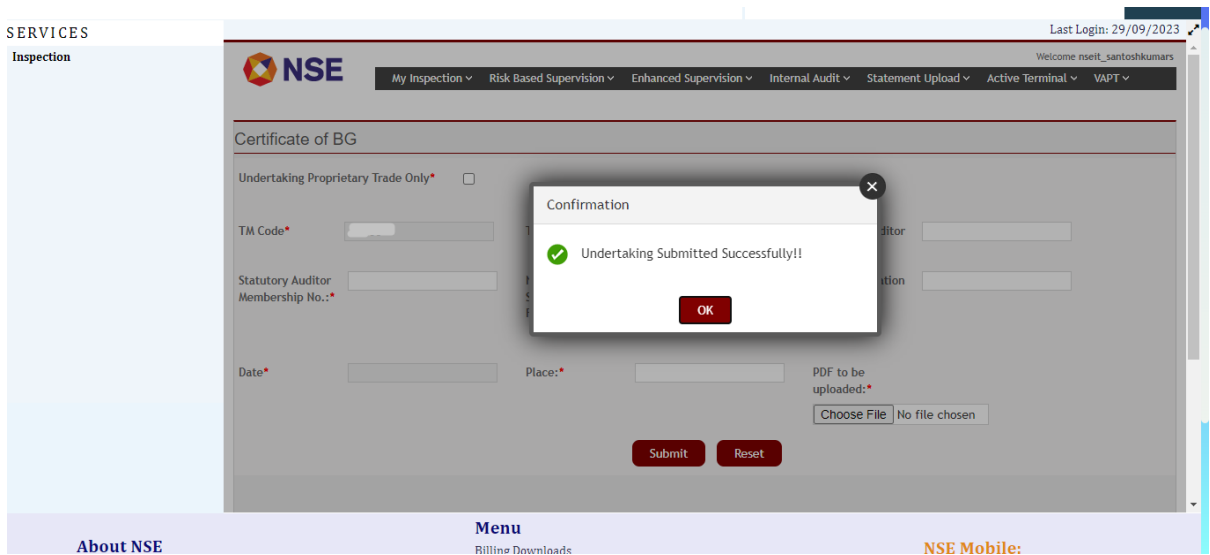 SERVICES
Last Login: 29/09/2023
Inspection
Welcome nseit_santoshkumars
NSE
My Inspection Risk Based Supervision Enhanced Supervision Internal Audit Statement Upload Active Terminal VAPT
Certificate of BG
Undertaking Proprietary Trade Only*
Confirmation
TM Code*
Undertaking Submitted Successfully!!
Statutory Auditor
Membership No.:*
OK
Date*
Place:*
PDF to be
uploaded:*
Choose File No file chosen
Submit Reset
Menu
About NSE
Billing Downloads
NSE Mobile: